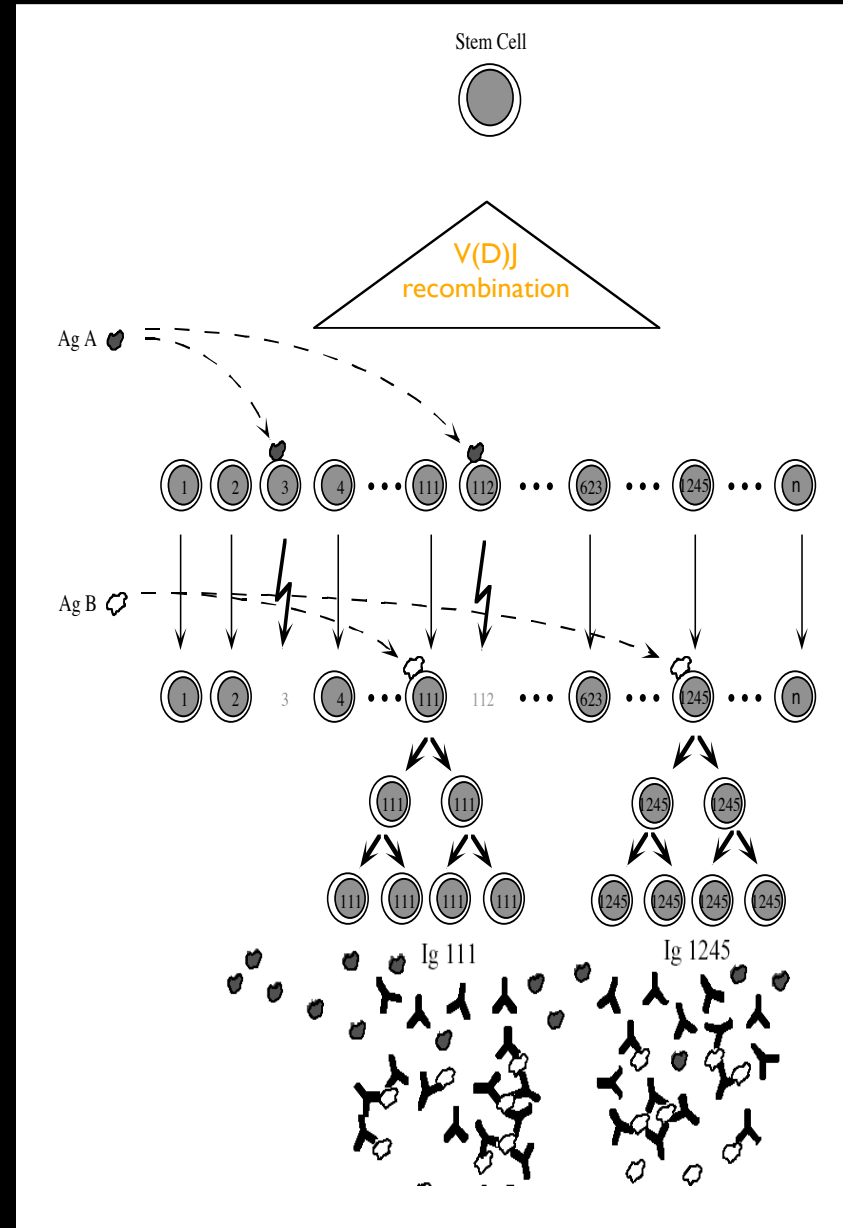 Stem Cell
V(D)J
recombination
Ag A
1 2 3 4 ••• 111 112 ••• 623 ••• 1245 ••• n
Ag B
1 2 3 4 ••• 111 112 ••• 623 ••• 1245 ••• n
111 111 1245 1245
111 111 111 111 1245 1245 1245 1245
Ig 111 Ig 1245